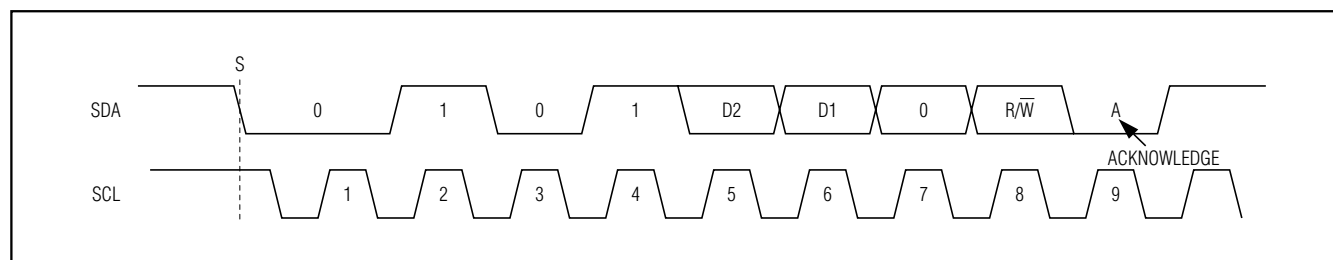 S
SDA 0 1 0 1 D2 D1 0 R/W̅ A
ACKNOWLEDGE
SCL 1 2 3 4 5 6 7 8 9